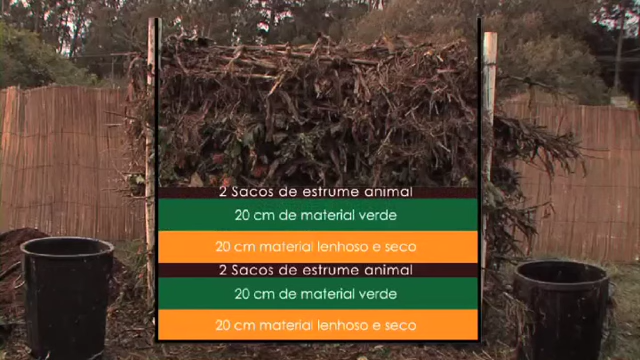 2 Sacos de estrume animal
20 cm de material verde
20 cm material lenhoso e seco
2 Sacos de estrume animal
20 cm de material verde
20 cm material lenhoso e seco